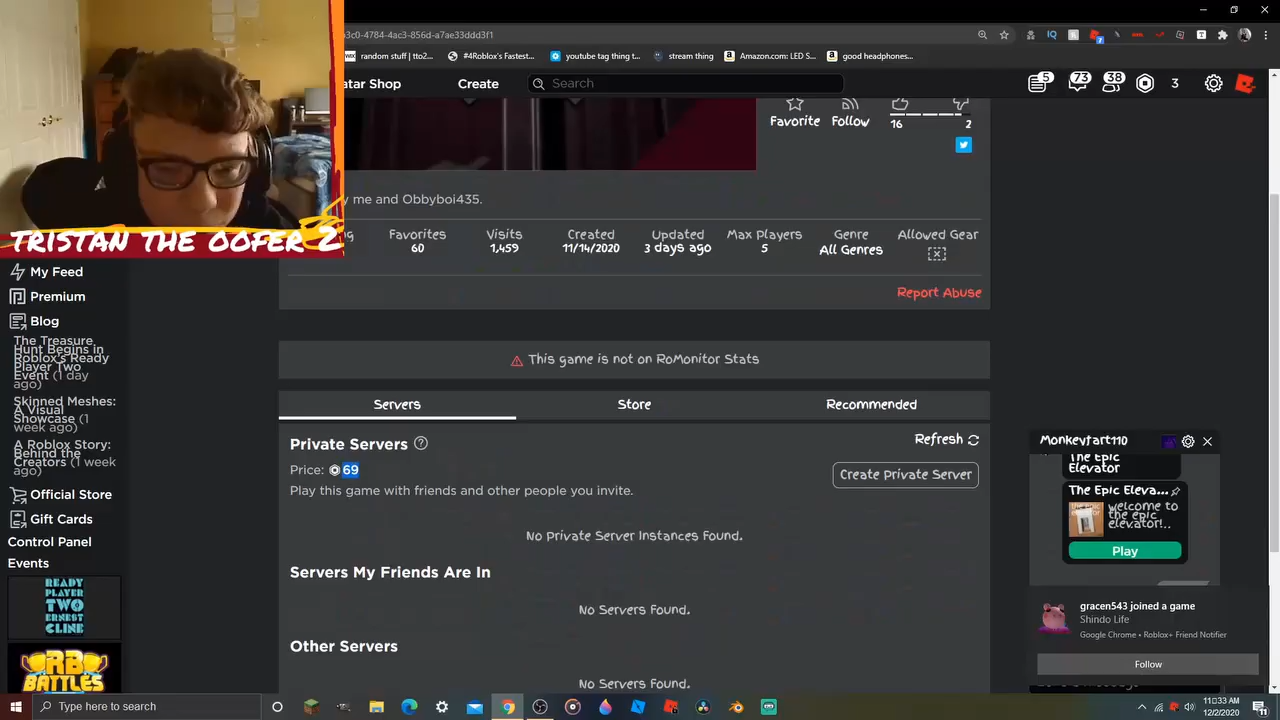 b3c0-4784-4ac3-856d-a7ae33ddd3f1
random stuff | tto2...
#4Roblox's Fastest...
youtube tag thing t...
stream thing
Amazon.com: LED S...
good headphones...
atar Shop
Create
Search
5
73
38
3
Favorite
Follow
16
2
y me and Obbyboi435.
TRISTAN THE OOFER 2
Favorites
Visits
Created
Updated
Max Players
Genre
Allowed Gear
60
1,459
11/14/2020
3 days ago
5
All Genres
Report Abuse
My Feed
Premium
Blog
The Treasure
Hunt Begins in
Roblox's Ready
Player Two
Event (1 day
ago)
Skinned Meshes:
A Visual
Showcase (1
week ago)
A Roblox Story:
Behind the
Creators (1 week
ago)
Official Store
Gift Cards
Control Panel
Events
READY
PLAYER
TWO
ERNEST
CLINE
RB
BATTLES
This game is not on RoMonitor Stats
Servers
Store
Recommended
Private Servers
Refresh
Price: 69
Create Private Server
Play this game with friends and other people you invite.
No Private Server Instances Found.
Servers My Friends Are In
No Servers Found.
Other Servers
No Servers Found.
Monkeytart110
The Epic
Elevator
The Epic Eleva...
welcome to
the epic
elevator!..
Play
gracen543 joined a game
Shindo Life
Google Chrome • Roblox+ Friend Notifier
Follow
Type here to search
11:33 AM
12/2/2020